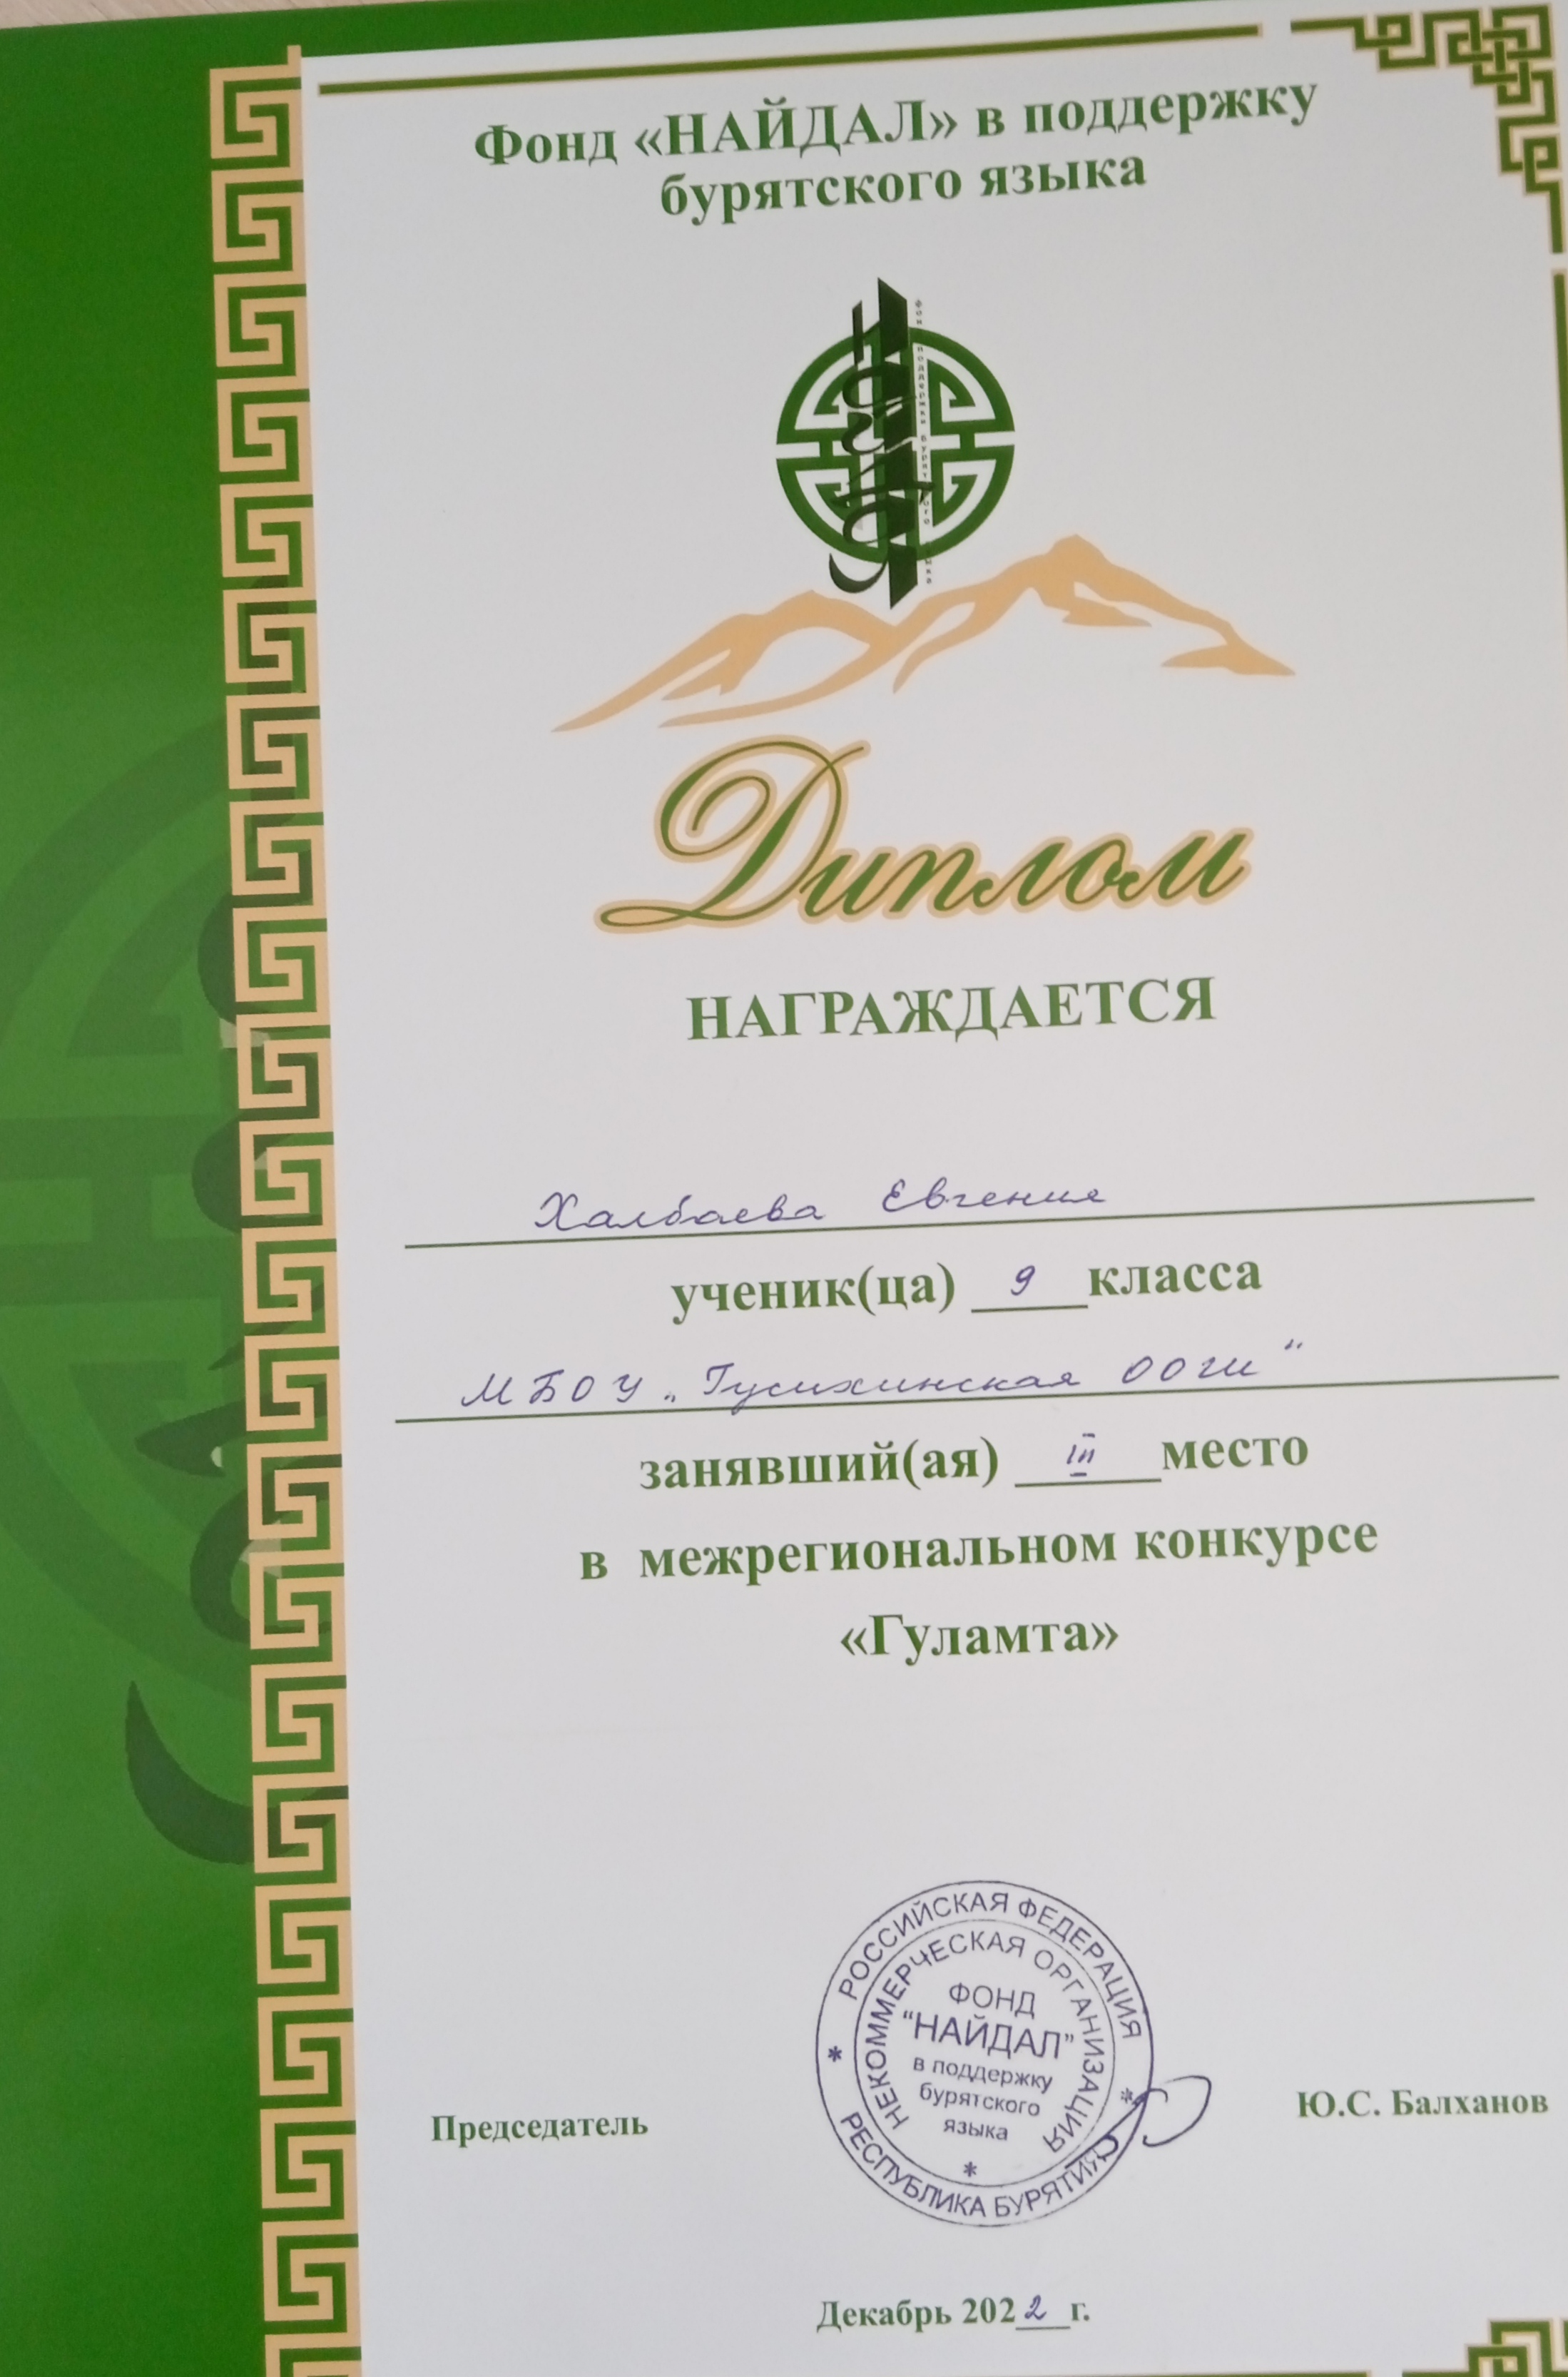 Фонд «НАЙДАЛ» в поддержку
бурятского языка
Диплом
НАГРАЖДАЕТСЯ
Халбаева Евгения
ученик(ца) 9 класса
МБОУ „Гусихинская ООШ"
занявший(ая) III место
в межрегиональном конкурсе
«Гуламта»
РОССИЙСКАЯ ФЕДЕРАЦИЯ
НЕКОММЕРЧЕСКАЯ ОРГАНИЗАЦИЯ
ФОНД
“НАЙДАЛ”
в поддержку
бурятского
языка
РЕСПУБЛИКА БУРЯТИЯ
Председатель
Ю.С. Балханов
Декабрь 2022 г.